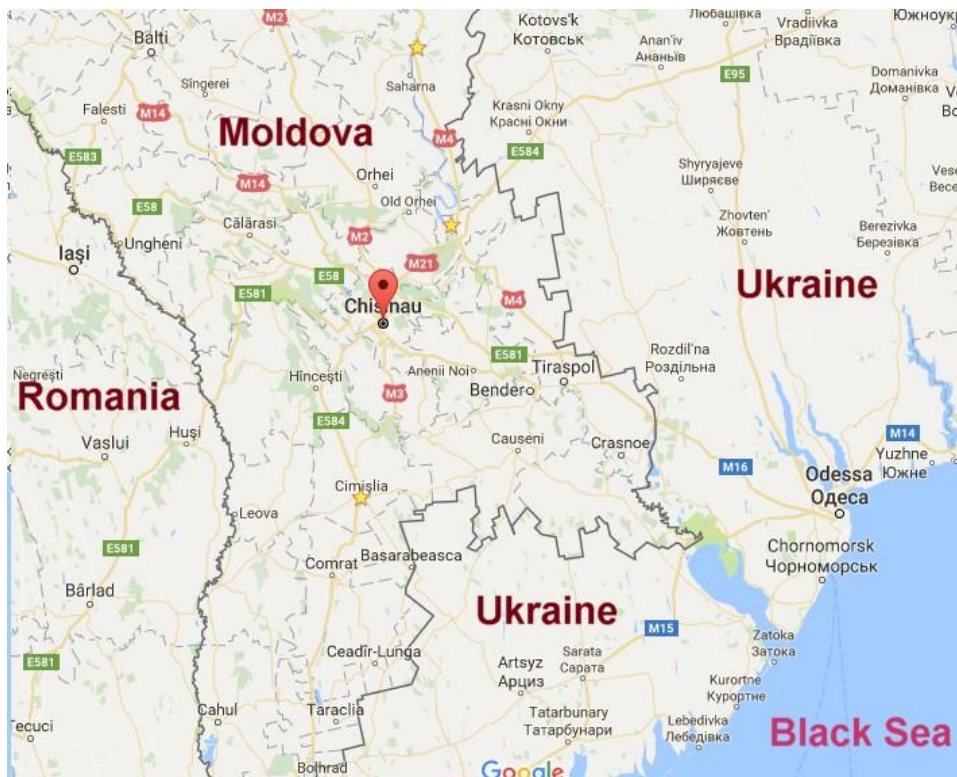 M2
Kotovs'k
Котовськ
Любашівка
Vradiivka
Врадіївка
Balti
Anan'iv
Ананьїв
Saharna
Sîngerei
E95
Domanivka
Доманівка
Falesti
M14
Krasni Okny
Красні Окни
Moldova
M4
E584
E583
Shyryajeve
Ширяєве
M14
Orhei
Old Orhei
E58
Călărasi
Zhovten'
Жовтень
Berezivka
Березівка
Ungheni
M2
Iași
M21
E58
Ukraine
E581
M4
Chisinau
E581
Rozdil'na
Роздільна
Negrești
Anenii Noi
Tiraspol
Hîncești
Bender
Romania
M3
E584
Huși
Vaslui
Causeni
Crasnoe
M14
Yuzhne
Южне
M16
Odessa
Одеса
Cimișlia
Leova
E581
Basarabeasca
Chornomorsk
Чорноморськ
Comrat
Bârlad
Ukraine
M15
Zatoka
Затока
Ceadîr-Lunga
E581
Artsyz
Арциз
Sarata
Сарата
Kurortne
Курортне
Cahul
Taraclia
Tatarbunary
Татарбунари
Lebedivka
Лебедівка
Black Sea
Bolhrad
Google